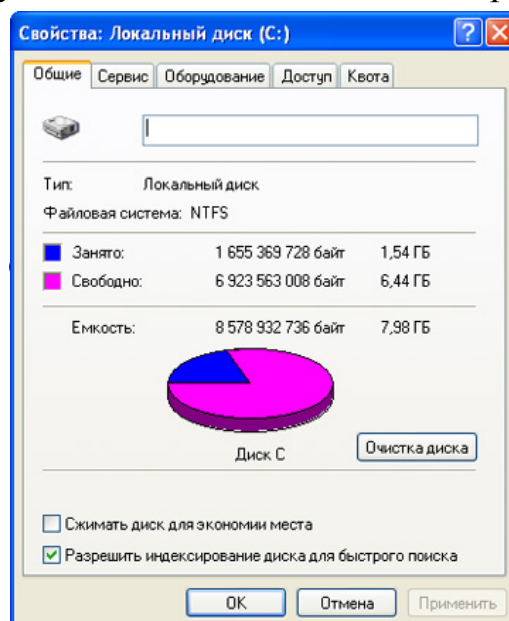 Свойства: Локальный диск (C:)
Общие Сервис Оборудование Доступ Квота
Тип: Локальный диск
Файловая система: NTFS
Занято: 1 655 369 728 байт 1,54 ГБ
Свободно: 6 923 563 008 байт 6,44 ГБ
Емкость: 8 578 932 736 байт 7,98 ГБ
Диск C
Очистка диска
Сжимать диск для экономии места
Разрешить индексирование диска для быстрого поиска
OK Отмена Применить